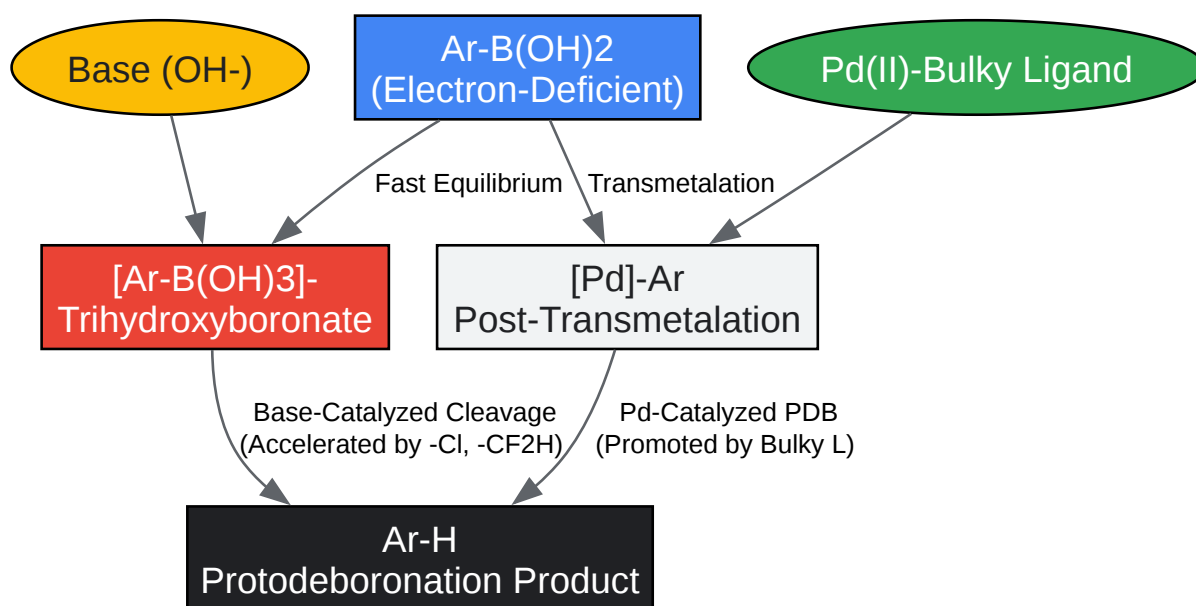 Base (OH-)
Ar-B(OH)2
(Electron-Deficient)
Pd(II)-Bulky Ligand
Fast Equilibrium
Transmetalation
[Ar-B(OH)3]-
Trihydroxyboronate
[Pd]-Ar
Post-Transmetalation
Base-Catalyzed Cleavage
(Accelerated by -Cl, -CF2H)
Pd-Catalyzed PDB
(Promoted by Bulky L)
Ar-H
Protodeboronation Product